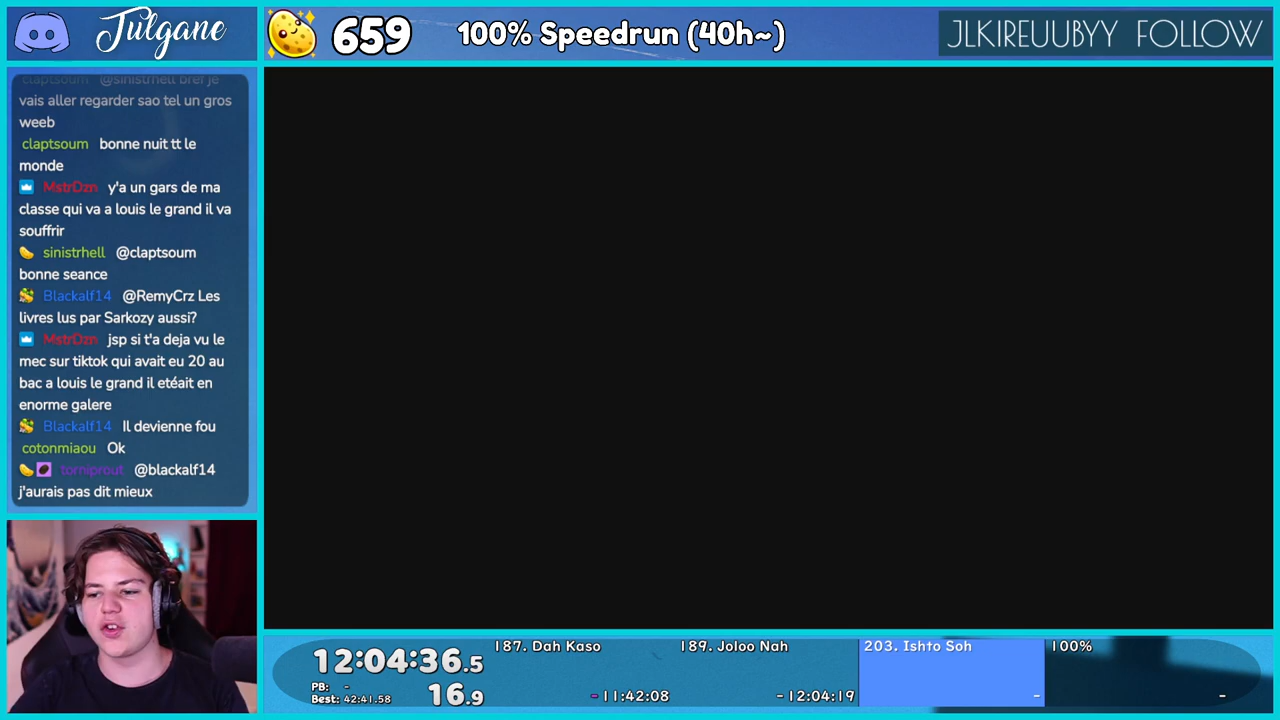 Julgane
659
100% Speedrun (40h~)
JLKIREUUBYY FOLLOW
claptsoum @sinistrhell bref je
vais aller regarder sao tel un gros
weeb
claptsoum bonne nuit tt le
monde
MstrDzn y'a un gars de ma
classe qui va a louis le grand il va
souffrir
sinistrhell @claptsoum
bonne seance
Blackalf14 @RemyCrz Les
livres lus par Sarkozy aussi?
MstrDzn jsp si t'a deja vu le
mec sur tiktok qui avait eu 20 au
bac a louis le grand il etéait en
enorme galere
Blackalf14 Il devienne fou
cotonmiaou Ok
torniprout @blackalf14
j'aurais pas dit mieux
12:04:36.5
PB: -
Best: 42:41.58
16.9
187. Dah Kaso
-11:42:08
189. Joloo Nah
-12:04:19
203. Ishto Soh
-
100%
-